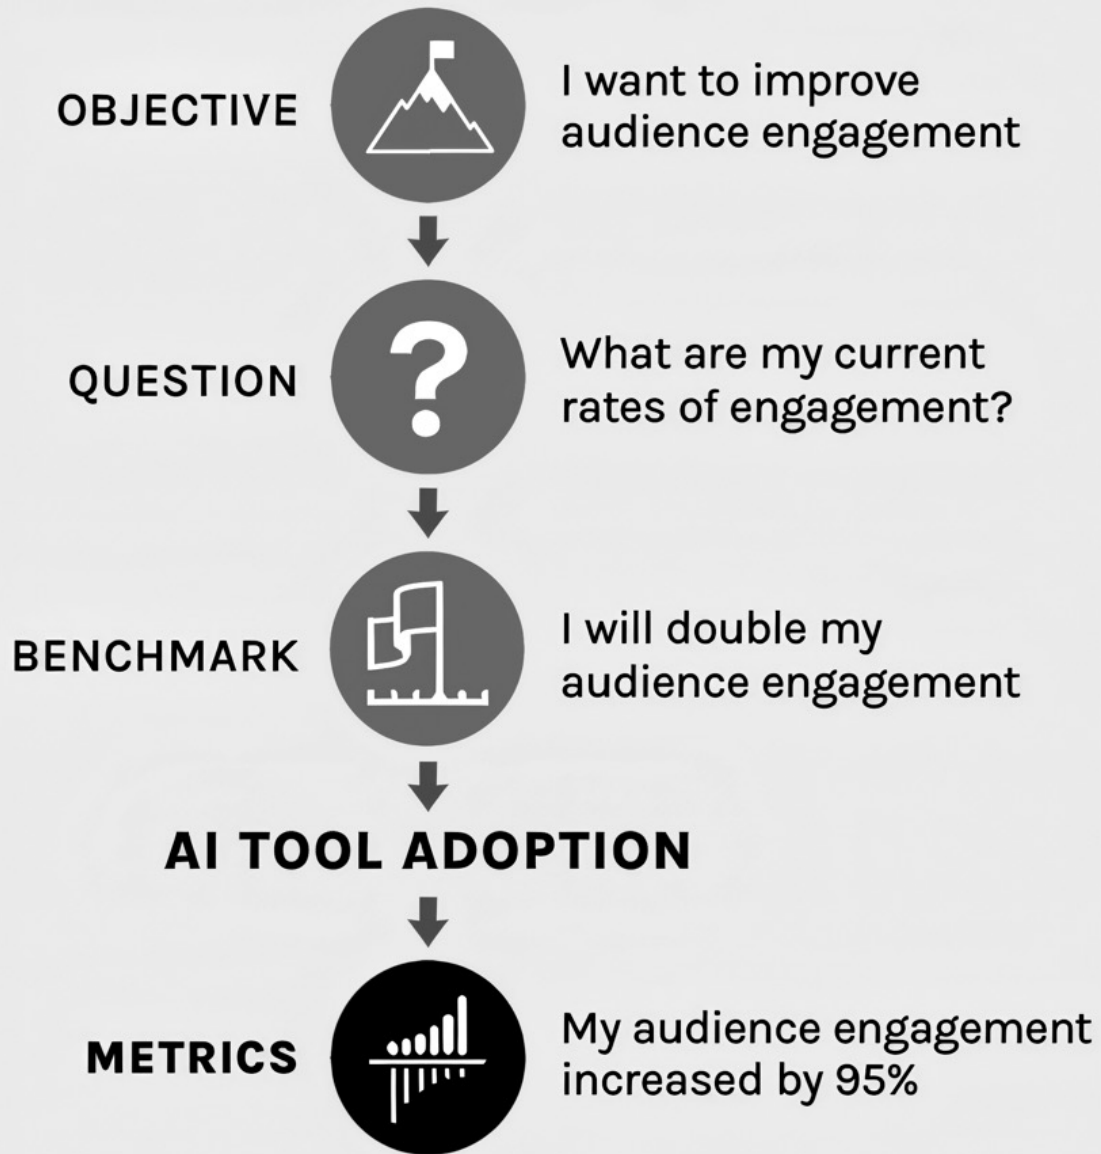 OBJECTIVE
I want to improve
audience engagement
QUESTION
?
What are my current
rates of engagement?
BENCHMARK
I will double my
audience engagement
AI TOOL ADOPTION
METRICS
My audience engagement
increased by 95%